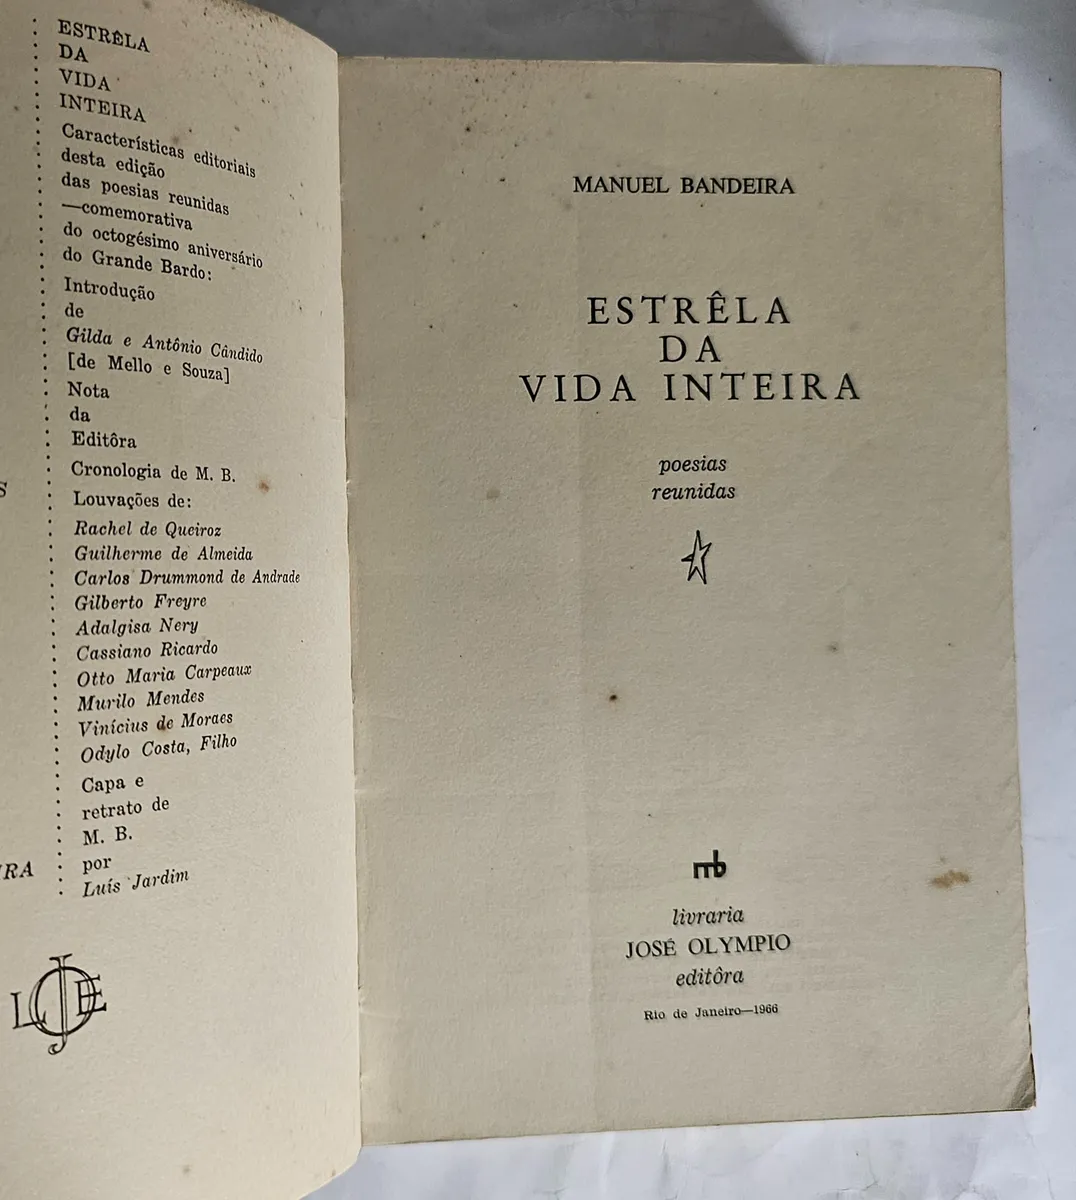 ESTRÊLA
DA
VIDA
INTEIRA
Características editoriais
desta edição
das poesias reunidas
—comemorativa
do octogésimo aniversário
do Grande Bardo:
Introdução
de
Gilda e Antônio Cândido
[de Mello e Souza]
Nota
da
Editôra
Cronologia de M. B.
Louvações de:
Rachel de Queiroz
Guilherme de Almeida
Carlos Drummond de Andrade
Gilberto Freyre
Adalgisa Nery
Cassiano Ricardo
Otto Maria Carpeaux
Murilo Mendes
Vinícius de Moraes
Odylo Costa, Filho
Capa e
retrato de
M. B.
por
Luís Jardim
MANUEL BANDEIRA
ESTRÊLA
DA
VIDA INTEIRA
poesias
reunidas
mb
livraria
JOSÉ OLYMPIO
editôra
Rio de Janeiro—1966